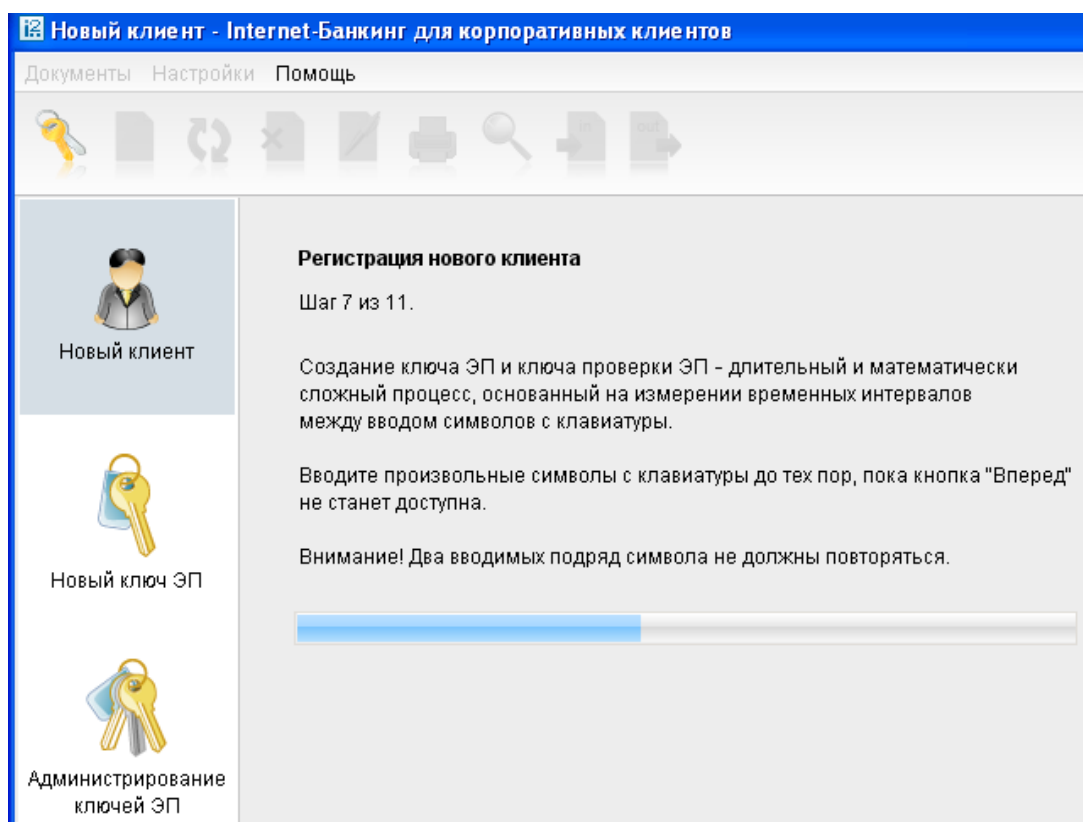 Новый клиент - Internet-Банкинг для корпоративных клиентов
Документы Настройки Помощь
in out
Новый клиент
Новый ключ ЭП
Администрирование
ключей ЭП
Регистрация нового клиента
Шаг 7 из 11.
Создание ключа ЭП и ключа проверки ЭП - длительный и математически
сложный процесс, основанный на измерении временных интервалов
между вводом символов с клавиатуры.
Вводите произвольные символы с клавиатуры до тех пор, пока кнопка "Вперед"
не станет доступна.
Внимание! Два вводимых подряд символа не должны повторяться.